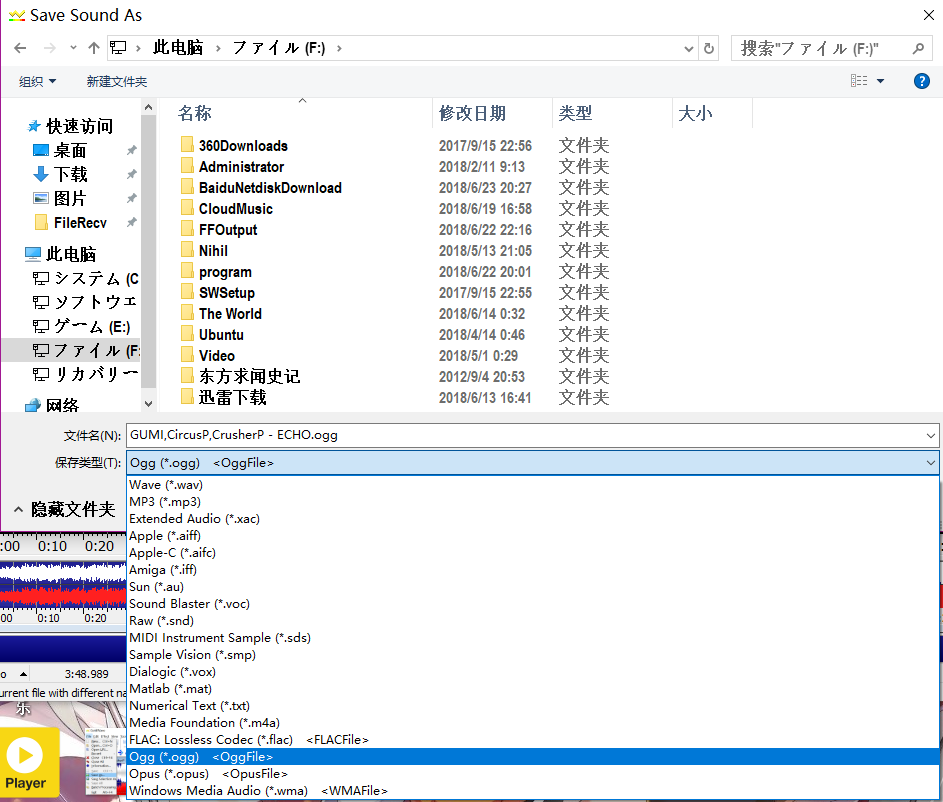 Save Sound As
此电脑 ファイル (F:)
搜索"ファイル (F:)"
组织 新建文件夹
名称 修改日期 类型 大小
快速访问
桌面
下载
图片
FileRecv
此电脑
システム (C
ソフトウエ
ゲーム (E:)
ファイル (F:
リカバリー
网络
360Downloads 2017/9/15 22:56 文件夹
Administrator 2018/2/11 9:13 文件夹
BaiduNetdiskDownload 2018/6/23 20:27 文件夹
CloudMusic 2018/6/19 16:58 文件夹
FFOutput 2018/6/22 22:16 文件夹
Nihil 2018/5/13 21:05 文件夹
program 2018/6/22 20:01 文件夹
SWSetup 2017/9/15 22:55 文件夹
The World 2018/6/14 0:32 文件夹
Ubuntu 2018/4/14 0:46 文件夹
Video 2018/5/1 0:29 文件夹
东方求闻史记 2012/9/4 20:53 文件夹
迅雷下载 2018/6/13 16:41 文件夹
文件名(N): GUMI,CircusP,CrusherP - ECHO.ogg
保存类型(T): Ogg (*.ogg) <OggFile>
隐藏文件夹
Wave (*.wav)
MP3 (*.mp3)
Extended Audio (*.xac)
Apple (*.aiff)
Apple-C (*.aifc)
Amiga (*.iff)
Sun (*.au)
Sound Blaster (*.voc)
Raw (*.snd)
MIDI Instrument Sample (*.sds)
Sample Vision (*.smp)
Dialogic (*.vox)
Matlab (*.mat)
Numerical Text (*.txt)
Media Foundation (*.m4a)
FLAC: Lossless Codec (*.flac) <FLACFile>
Ogg (*.ogg) <OggFile>
Opus (*.opus) <OpusFile>
Windows Media Audio (*.wma) <WMAFile>
:00 0:10 0:20
00 0:10 0:20
o 3:48.989
urrent file with different na
乐
Player